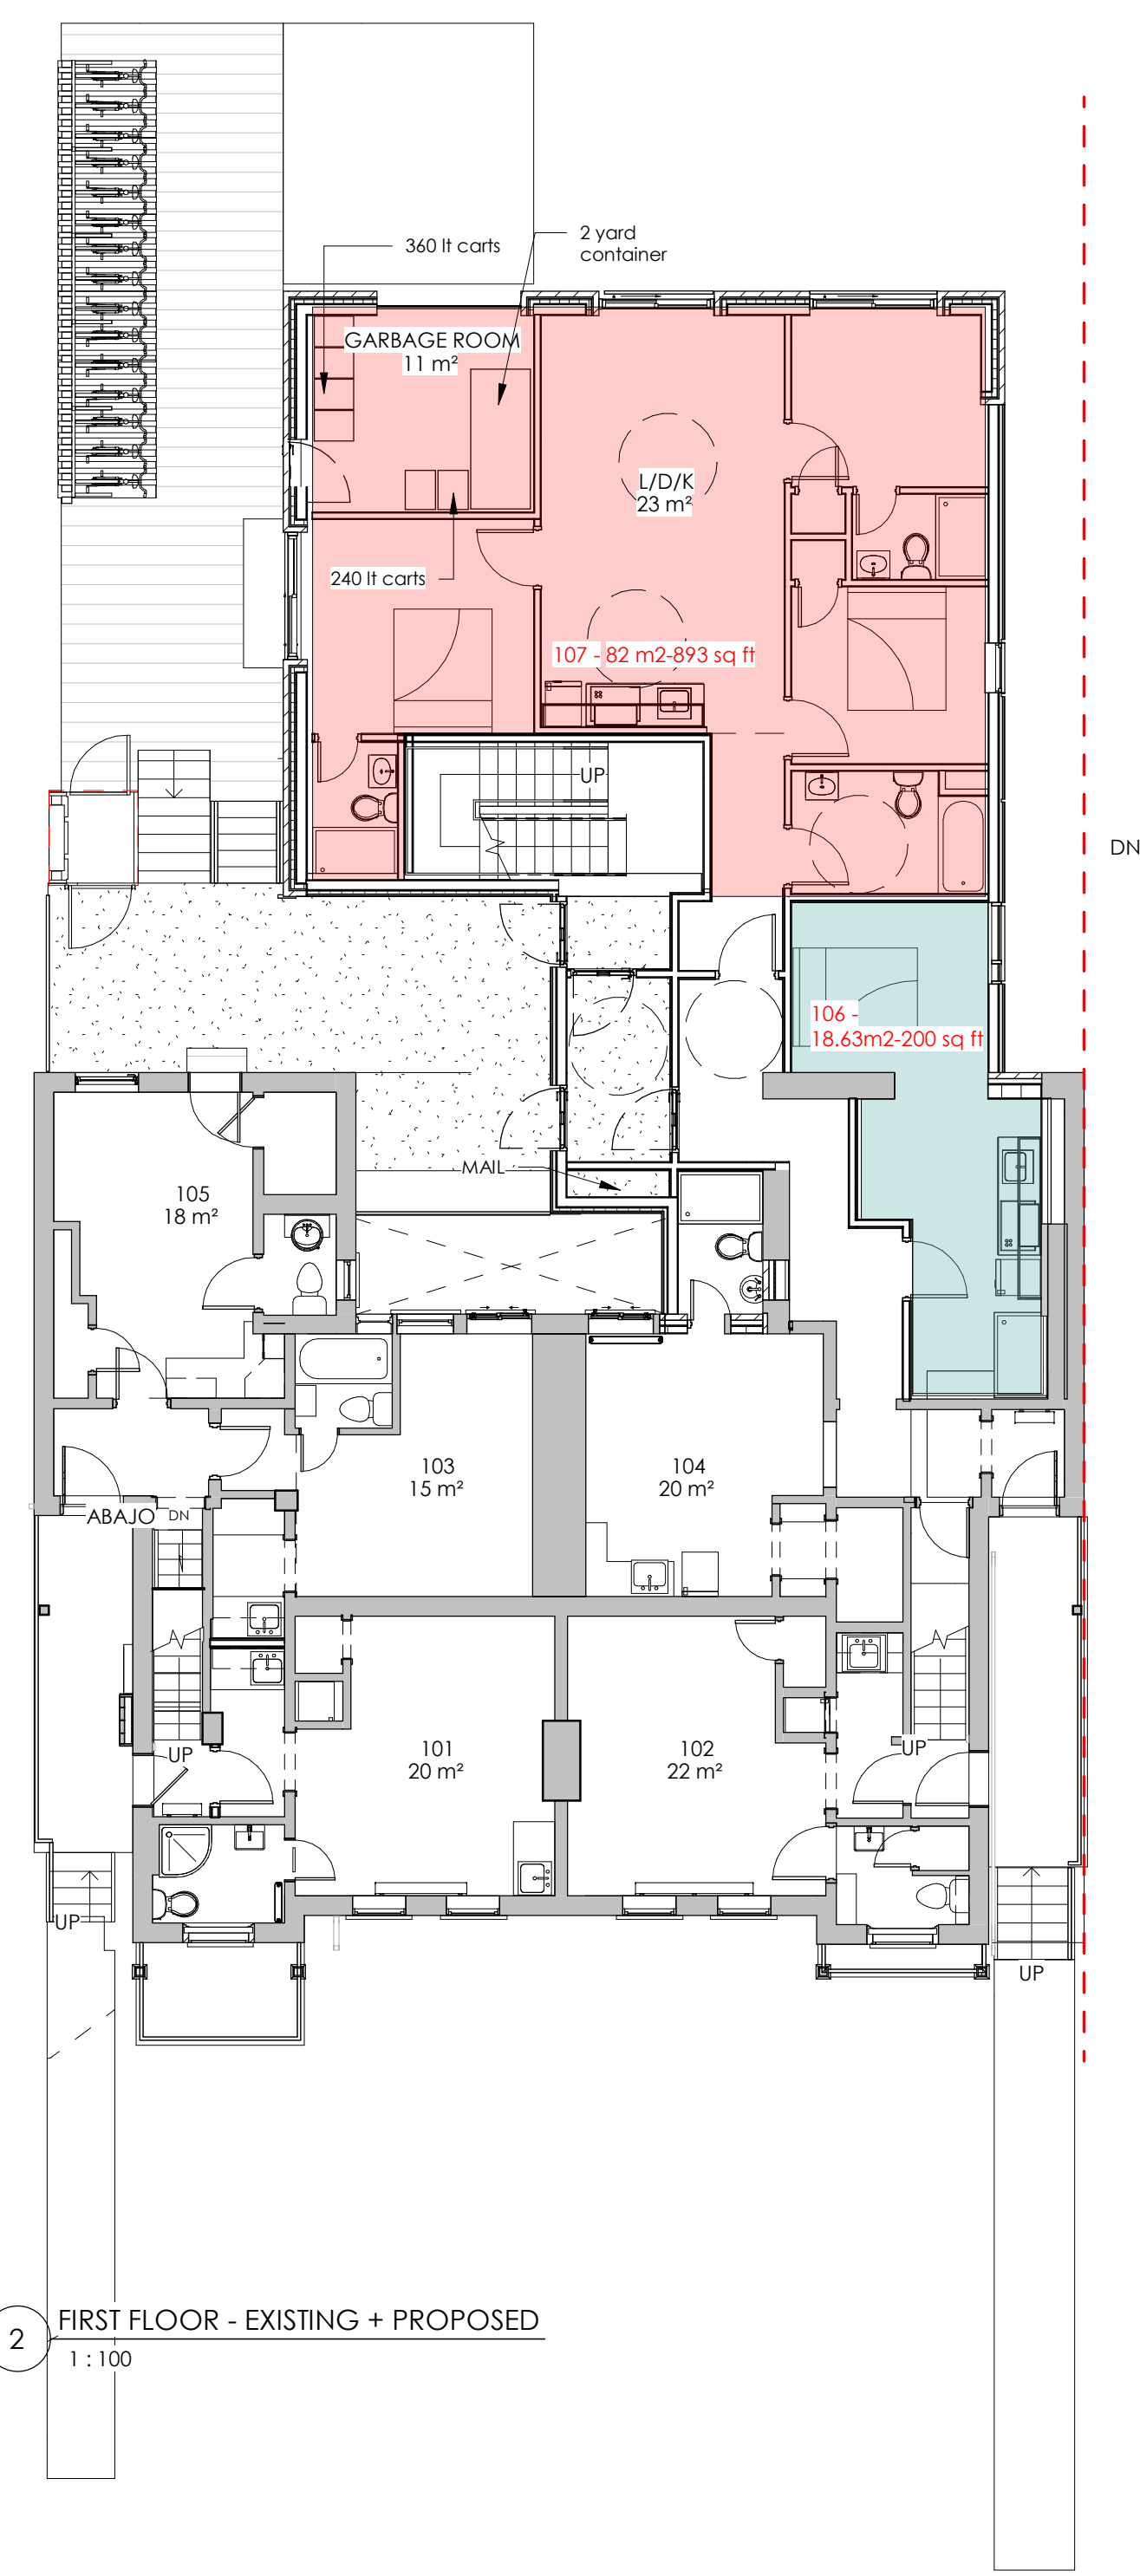 360 lt carts
2 yard
container
GARBAGE ROOM
11 m²
L/D/K
23 m²
240 lt carts
107 - 82 m2-893 sq ft
UP
DN
106 -
18.63m2-200 sq ft
MAIL
105
18 m²
103
15 m²
104
20 m²
ABAJO
DN
101
20 m²
102
22 m²
UP
UP
UP
UP
2
FIRST FLOOR - EXISTING + PROPOSED
1 : 100